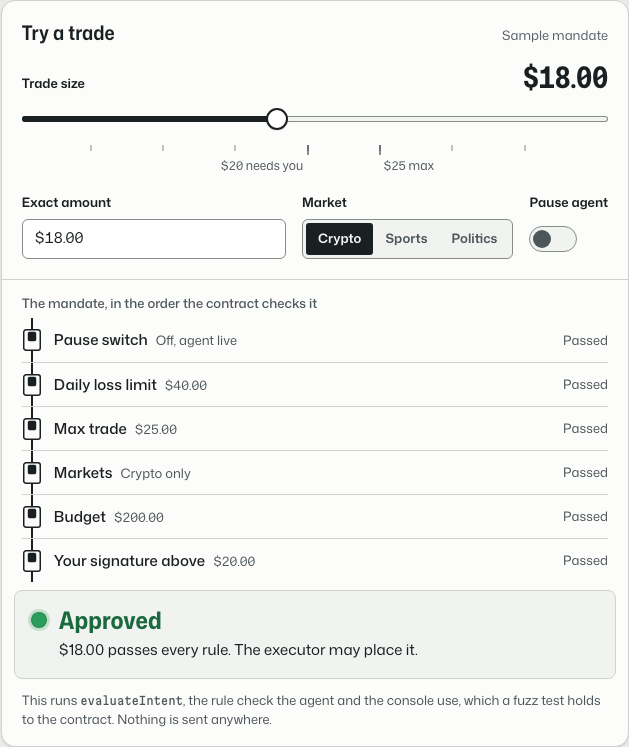 Try a trade
Sample mandate
Trade size
$18.00
$20 needs you
$25 max
Exact amount
Market
Pause agent
$18.00
Crypto
Sports
Politics
The mandate, in the order the contract checks it
Pause switch Off, agent live Passed
Daily loss limit $40.00 Passed
Max trade $25.00 Passed
Markets Crypto only Passed
Budget $200.00 Passed
Your signature above $20.00 Passed
Approved
$18.00 passes every rule. The executor may place it.
This runs evaluateIntent, the rule check the agent and the console use, which a fuzz test holds
to the contract. Nothing is sent anywhere.